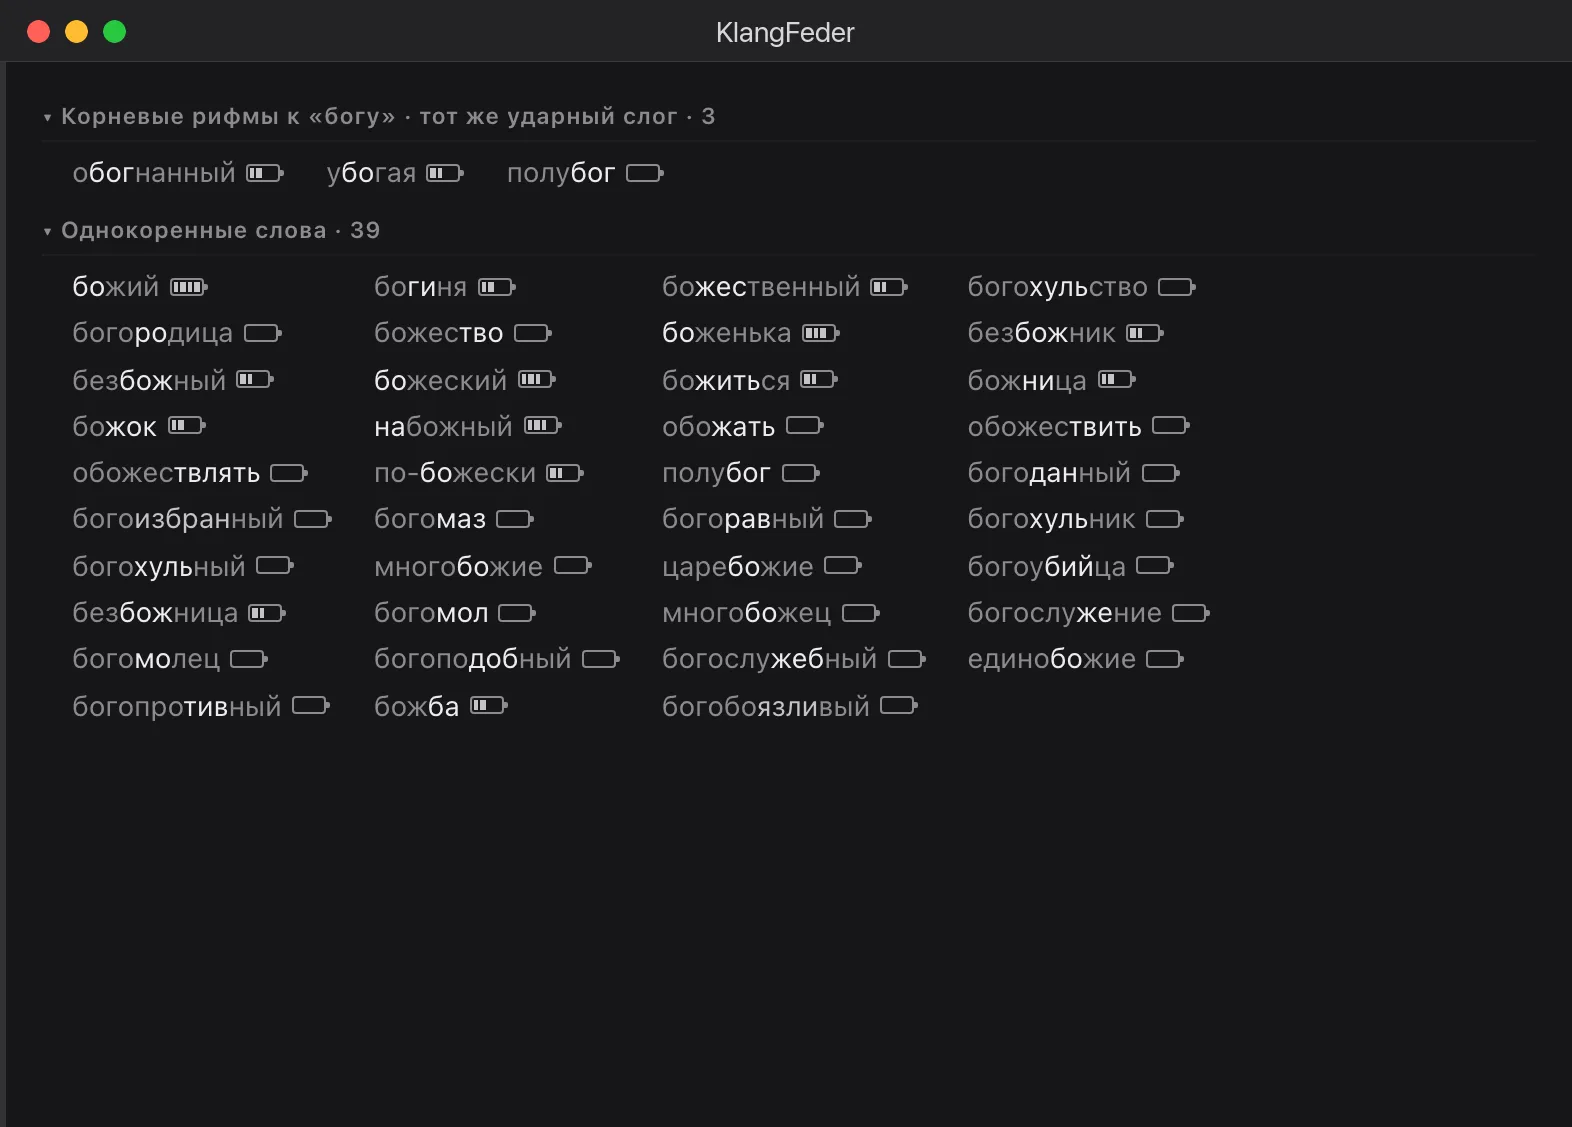 KlangFeder
Корневые рифмы к «богу» · тот же ударный слог · 3
обогнанный убогая полубог
Однокоренные слова · 39
божий богиня божественный богохульство
богородица божество боженька безбожник
безбожный божеский божиться божница
божок набожный обожать обожествить
обожествлять по-божески полубог богоданный
богоизбранный богомаз богоравный богохульник
богохульный многобожие царебожие богоубийца
безбожница богомол многобожец богослужение
богомолец богоподобный богослужебный единобожие
богопротивный божба богобоязливый